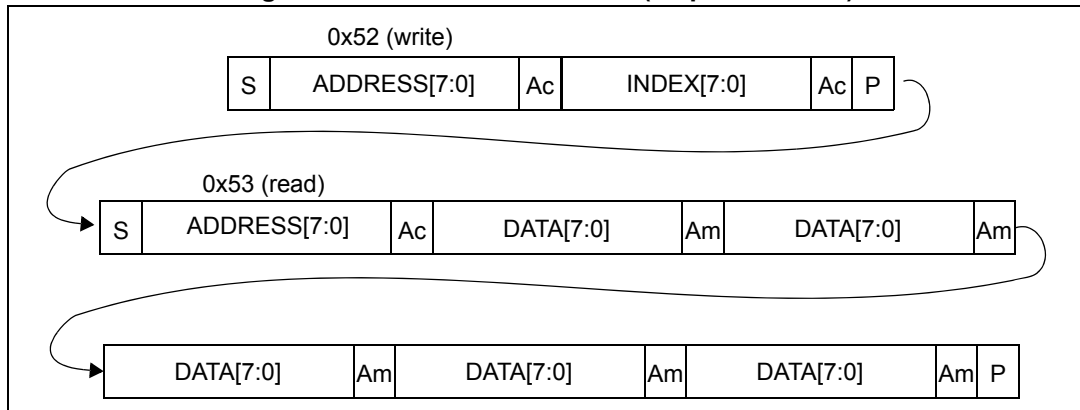 0x52 (write)
S ADDRESS[7:0] Ac INDEX[7:0] Ac P
0x53 (read)
S ADDRESS[7:0] Ac DATA[7:0] Am DATA[7:0] Am
DATA[7:0] Am DATA[7:0] Am DATA[7:0] Am P